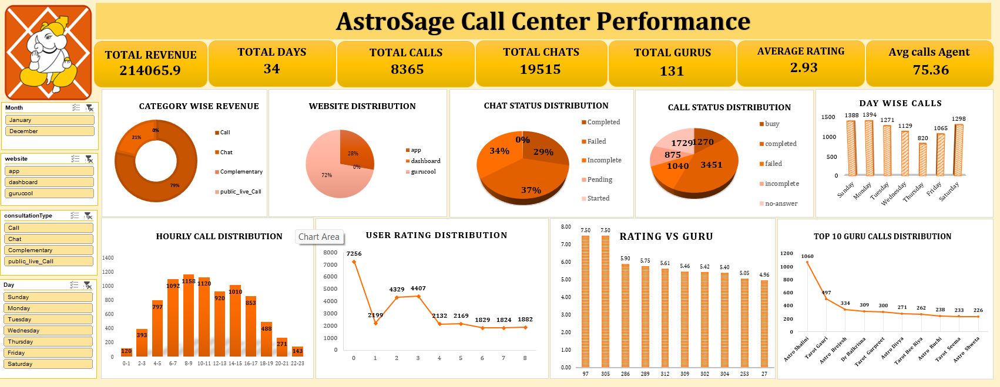 AstroSage Call Center Performance
TOTAL REVENUE
214065.9
TOTAL DAYS
34
TOTAL CALLS
8365
TOTAL CHATS
19515
TOTAL GURUS
131
AVERAGE RATING
2.93
Avg calls Agent
75.36
Month
January
December
website
app
dashboard
gurucool
consultationType
Call
Chat
Complementary
public_live_Call
Day
Sunday
Monday
Tuesday
Wednesday
Thursday
Friday
Saturday
CATEGORY WISE REVENUE
0%
21%
79%
Call
Chat
Complementary
public_live_Call
WEBSITE DISTRIBUTION
28%
0%
72%
app
dashboard
gurucool
CHAT STATUS DISTRIBUTION
0%
34%
29%
37%
Completed
Failed
Incomplete
Pending
Started
CALL STATUS DISTRIBUTION
1729
1270
875
1040
3451
busy
completed
failed
incomplete
no-answer
DAY WISE CALLS
1500
1000
500
0
1388
1394
1271
1129
820
1065
1298
Sunday
Monday
Tuesday
Wednesday
Thursday
Friday
Saturday
HOURLY CALL DISTRIBUTION
Chart Area
1400
1200
1000
800
600
400
200
0
120
393
797
1092
1158
1120
920
1010
853
488
271
143
0-1 2-3 4-5 6-7 8-9 10-11 12-13 14-15 16-17 18-19 20-21 22-23
USER RATING DISTRIBUTION
8000
7000
6000
5000
4000
3000
2000
1000
0
7256
2199
4329
4407
2132
2169
1829
1824
1882
0 1 2 3 4 5 6 7 8
RATING VS GURU
8.00
7.00
6.00
5.00
4.00
3.00
2.00
1.00
0.00
7.50
7.50
5.90
5.75
5.61
5.46
5.42
5.40
5.05
4.96
97 305 286 289 312 309 302 304 253 27
TOP 10 GURU CALLS DISTRIBUTION
1200
1000
800
600
400
200
0
1060
497
334
309
300
271
262
238
233
226
Astro Shalini
Tarot Gauri
Astro Brejesh
Dr Balkrisna
Tarot Gurpreet
Astro Divya
Tarot Bee Riya
Astro Ruchi
Tarot Seema
Astro Shweta